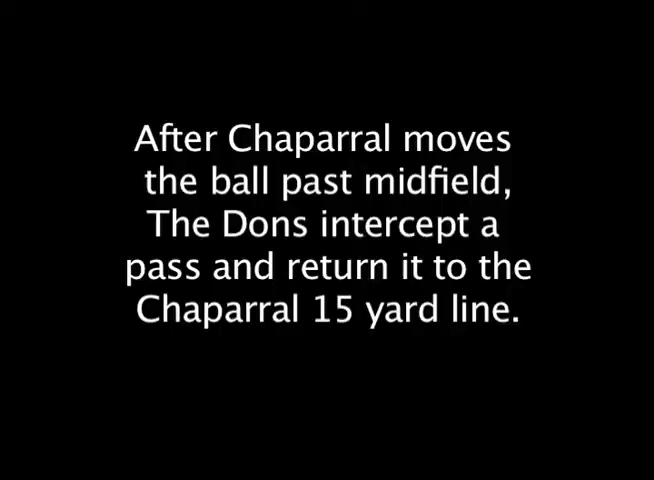 After Chaparral moves
the ball past midfield,
The Dons intercept a
pass and return it to the
Chaparral 15 yard line.